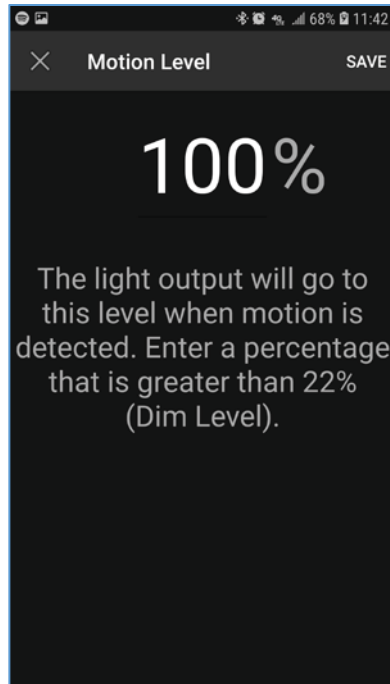 68% 11:42
Motion Level SAVE
100%
The light output will go to
this level when motion is
detected. Enter a percentage
that is greater than 22%
(Dim Level).